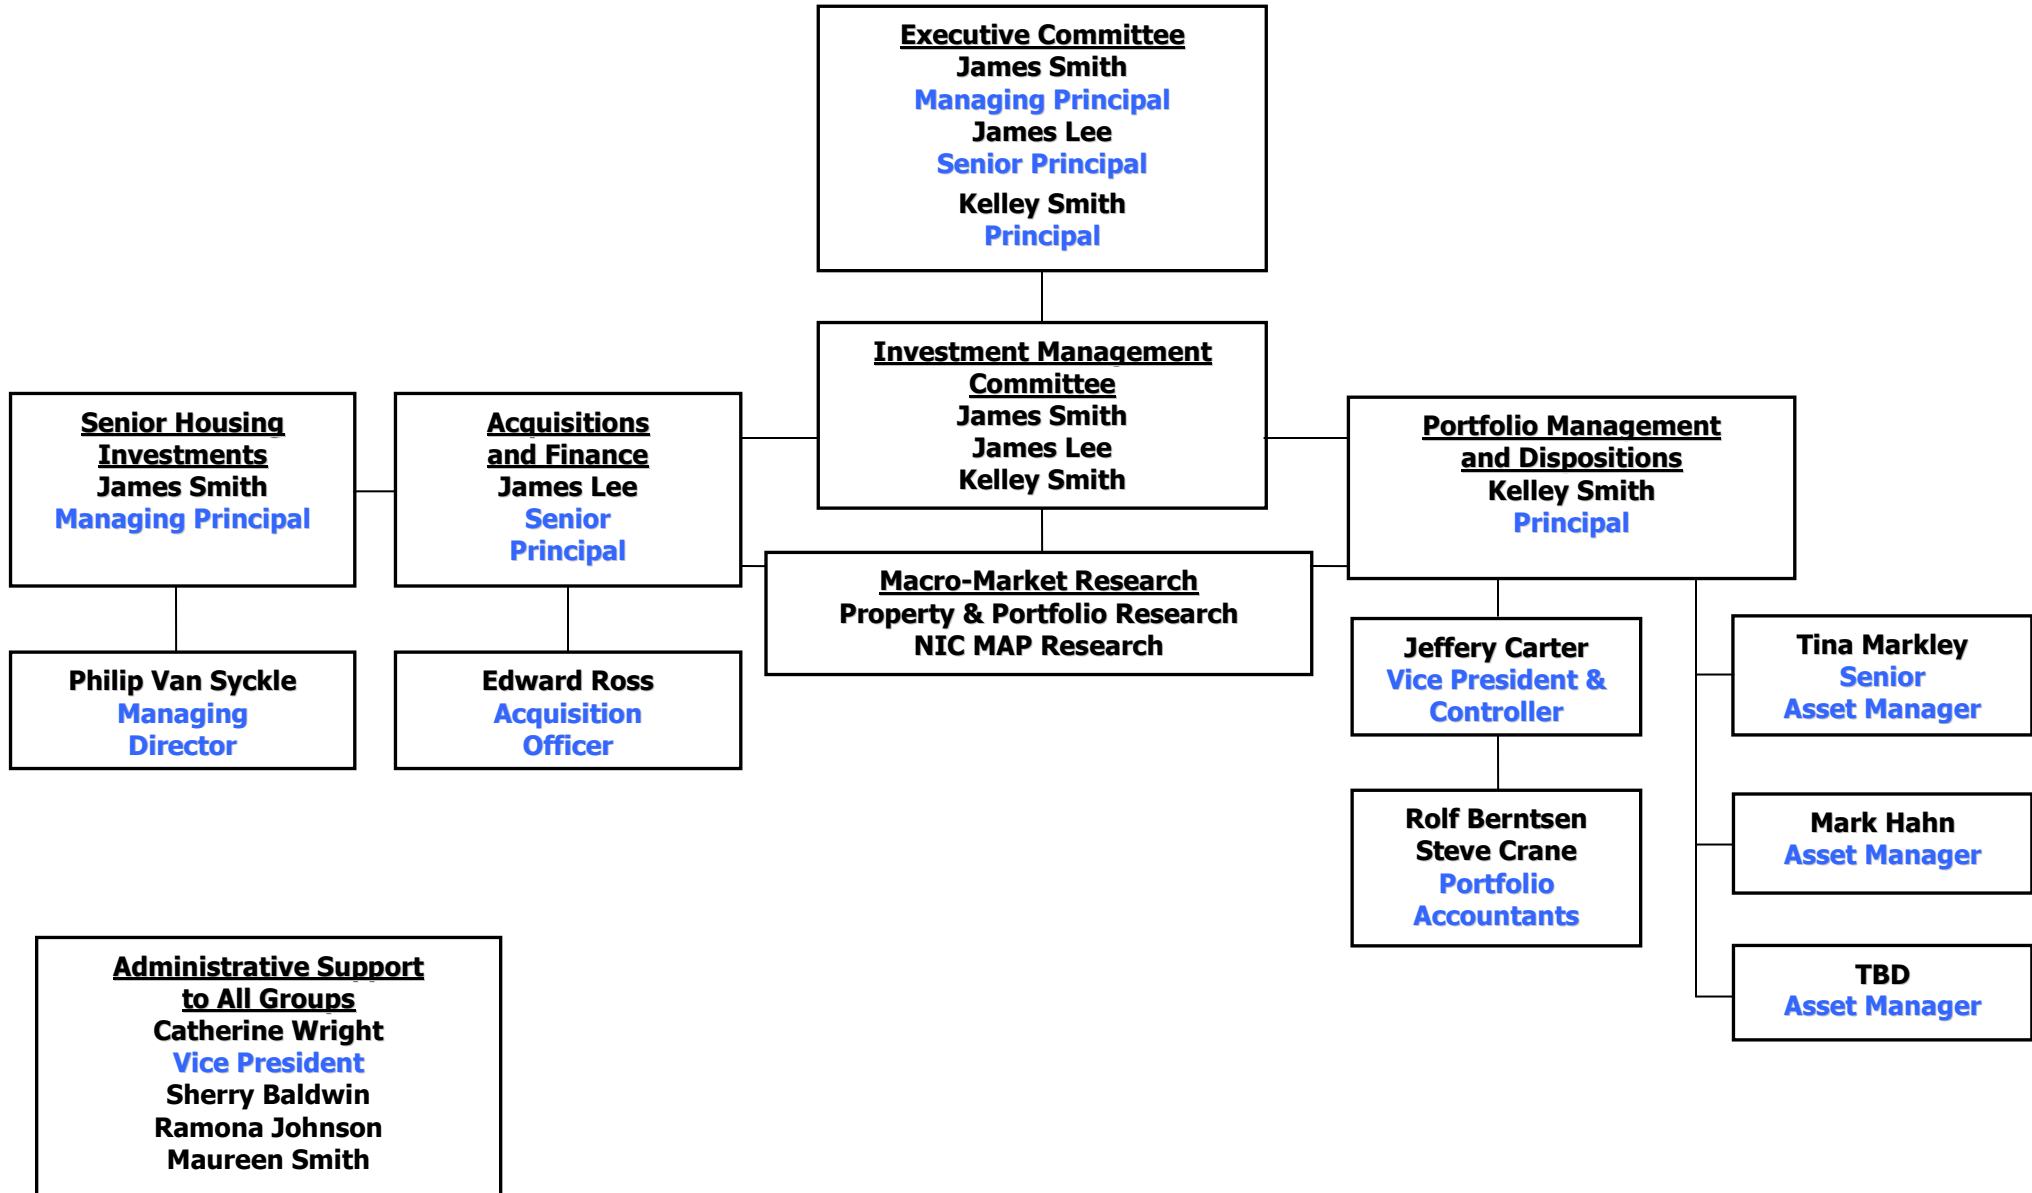 Executive Committee
James Smith
Managing Principal
James Lee
Senior Principal
Kelley Smith
Principal
Investment Management
Committee
James Smith
James Lee
Kelley Smith
Senior Housing
Investments
James Smith
Managing Principal
Acquisitions
and Finance
James Lee
Senior
Principal
Portfolio Management
and Dispositions
Kelley Smith
Principal
Macro-Market Research
Property & Portfolio Research
NIC MAP Research
Philip Van Syckle
Managing
Director
Edward Ross
Acquisition
Officer
Jeffery Carter
Vice President &
Controller
Tina Markley
Senior
Asset Manager
Rolf Berntsen
Steve Crane
Portfolio
Accountants
Mark Hahn
Asset Manager
TBD
Asset Manager
Administrative Support
to All Groups
Catherine Wright
Vice President
Sherry Baldwin
Ramona Johnson
Maureen Smith